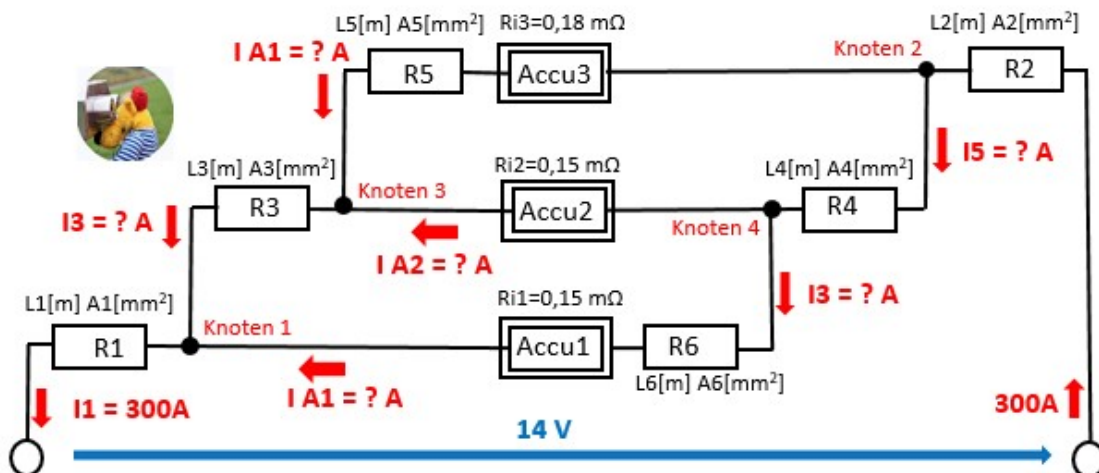 L5[m] A5[mm²]
Ri3=0,18 mΩ
L2[m] A2[mm²]
I A1 = ? A
R5
Accu3
Knoten 2
R2
L3[m] A3[mm²]
Ri2=0,15 mΩ
L4[m] A4[mm²]
I5 = ? A
R3
Knoten 3
Accu2
R4
I3 = ? A
I A2 = ? A
Knoten 4
L1[m] A1[mm²]
Ri1=0,15 mΩ
I3 = ? A
R1
Knoten 1
Accu1
R6
L6[m] A6[mm²]
I1 = 300A
I A1 = ? A
300A
14 V